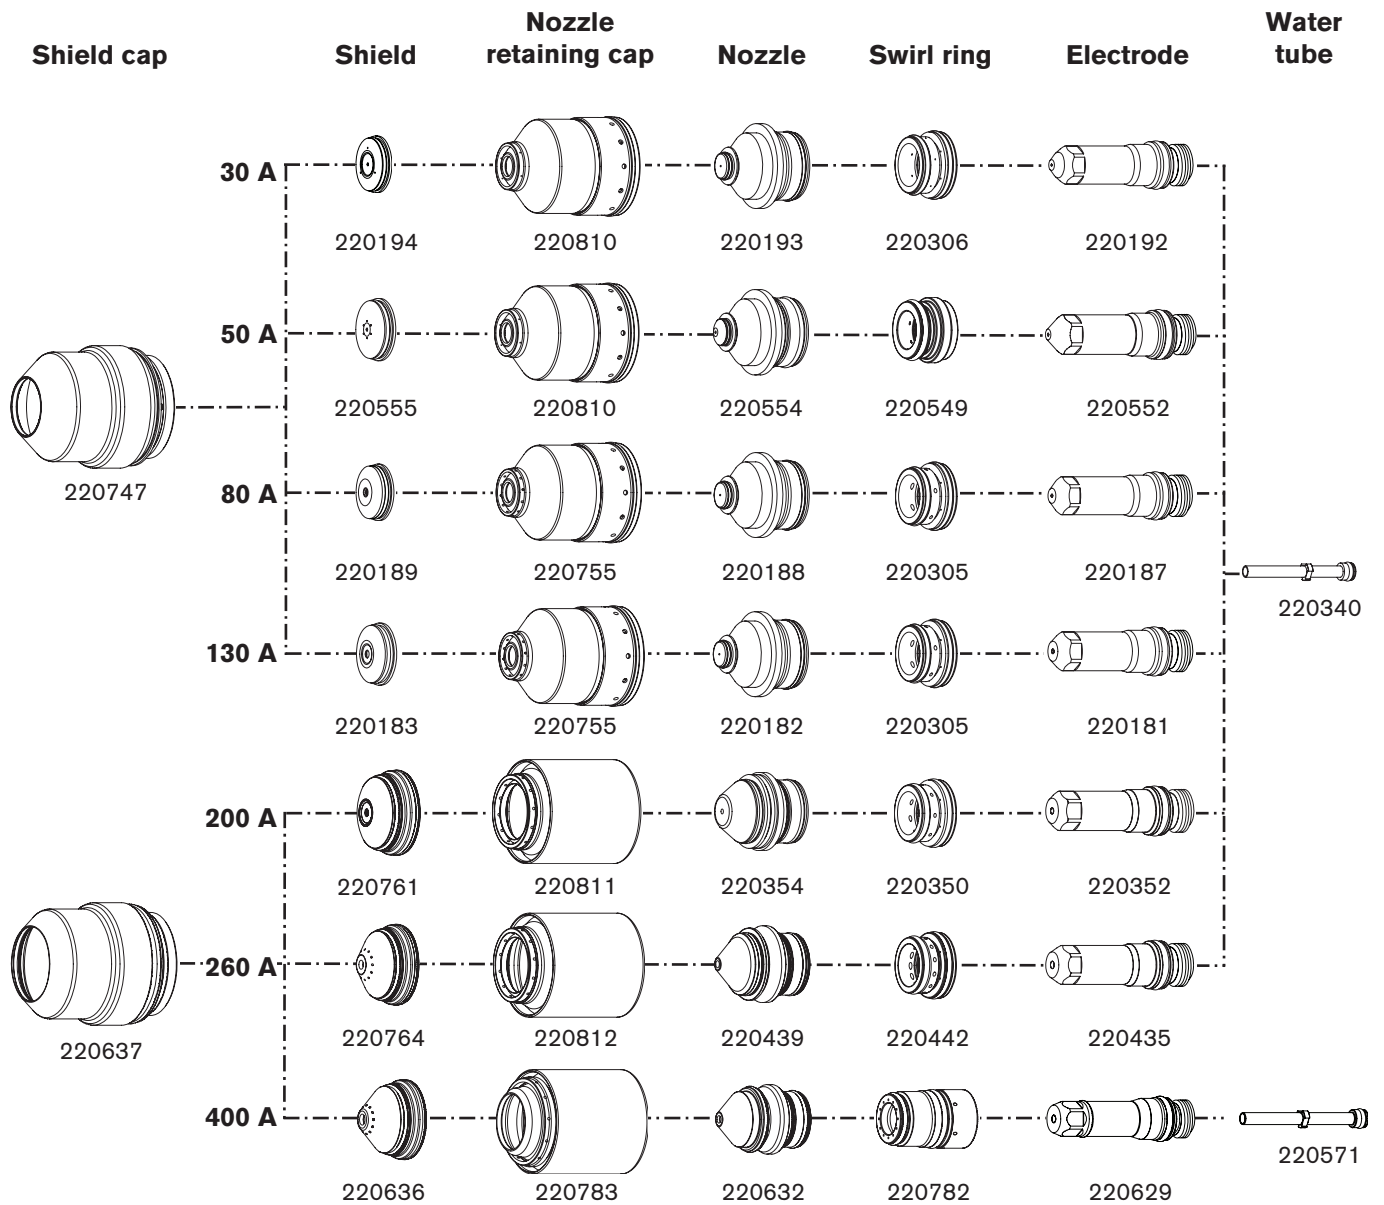 Shield cap Shield Nozzle retaining cap Nozzle Swirl ring Electrode Water tube
30 A
220194 220810 220193 220306 220192
50 A
220555 220810 220554 220549 220552
220747
80 A
220189 220755 220188 220305 220187
220340
130 A
220183 220755 220182 220305 220181
200 A
220761 220811 220354 220350 220352
260 A
220764 220812 220439 220442 220435
220637
400 A
220571
220636 220783 220632 220782 220629